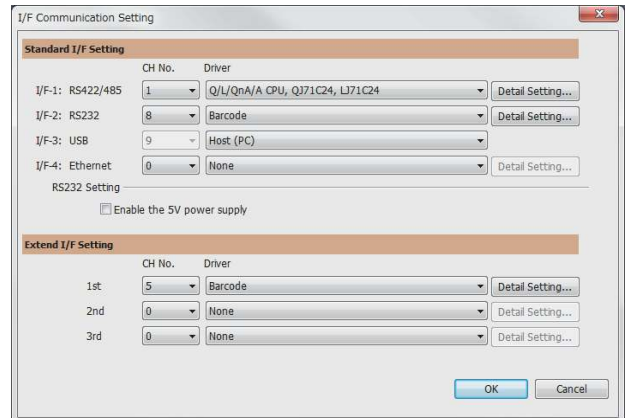 I/F Communication Setting
Standard I/F Setting
CH No. Driver
I/F-1: RS422/485 1 Q/L/QnA/A CPU, QJ71C24, LJ71C24 Detail Setting...
I/F-2: RS232 8 Barcode Detail Setting...
I/F-3: USB 9 Host (PC)
I/F-4: Ethernet 0 None Detail Setting...
RS232 Setting
Enable the 5V power supply
Extend I/F Setting
CH No. Driver
1st 5 Barcode Detail Setting...
2nd 0 None Detail Setting...
3rd 0 None Detail Setting...
OK Cancel